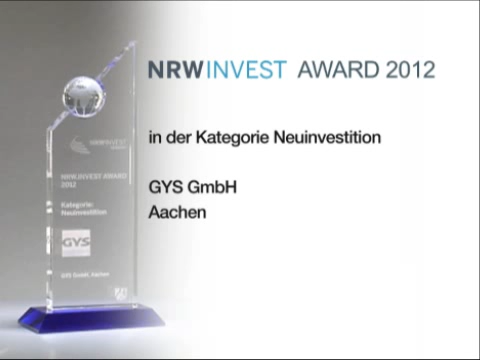 NRWINVEST AWARD 2012
in der Kategorie Neuinvestition
GYS GmbH
Aachen
NRWINVEST
NRW.INVEST AWARD
2012
Kategorie:
Neuinvestition
GYS
GYS GmbH, Aachen